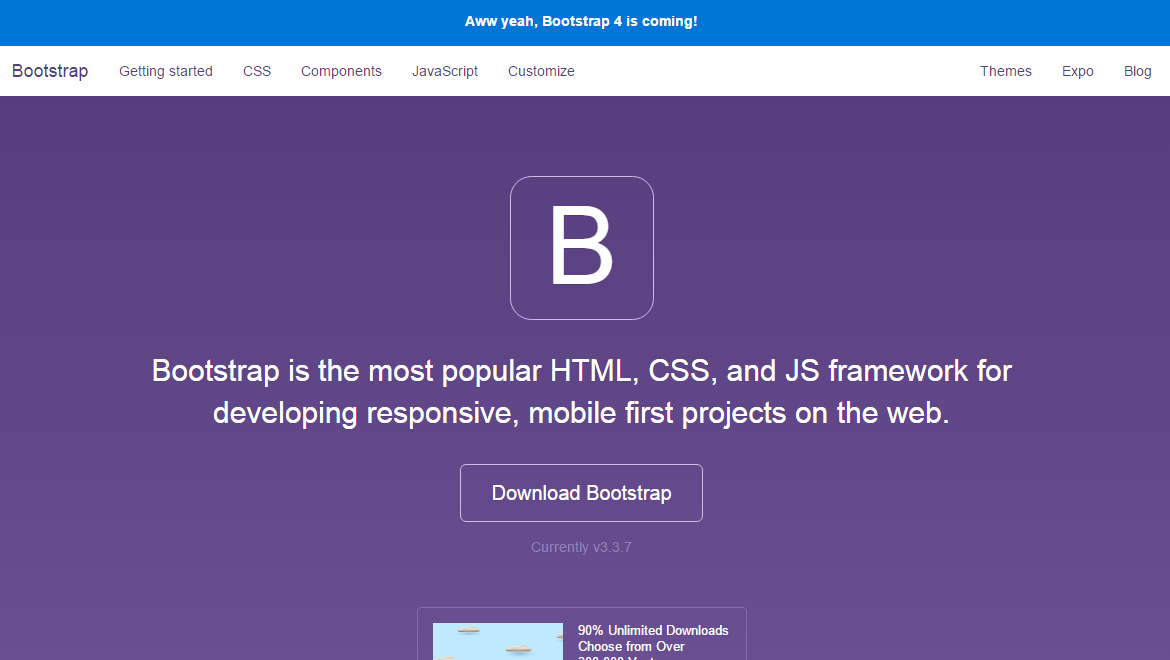 Aww yeah, Bootstrap 4 is coming!
Bootstrap Getting started CSS Components JavaScript Customize Themes Expo Blog
B
Bootstrap is the most popular HTML, CSS, and JS framework for
developing responsive, mobile first projects on the web.
Download Bootstrap
Currently v3.3.7
90% Unlimited Downloads
Choose from Over